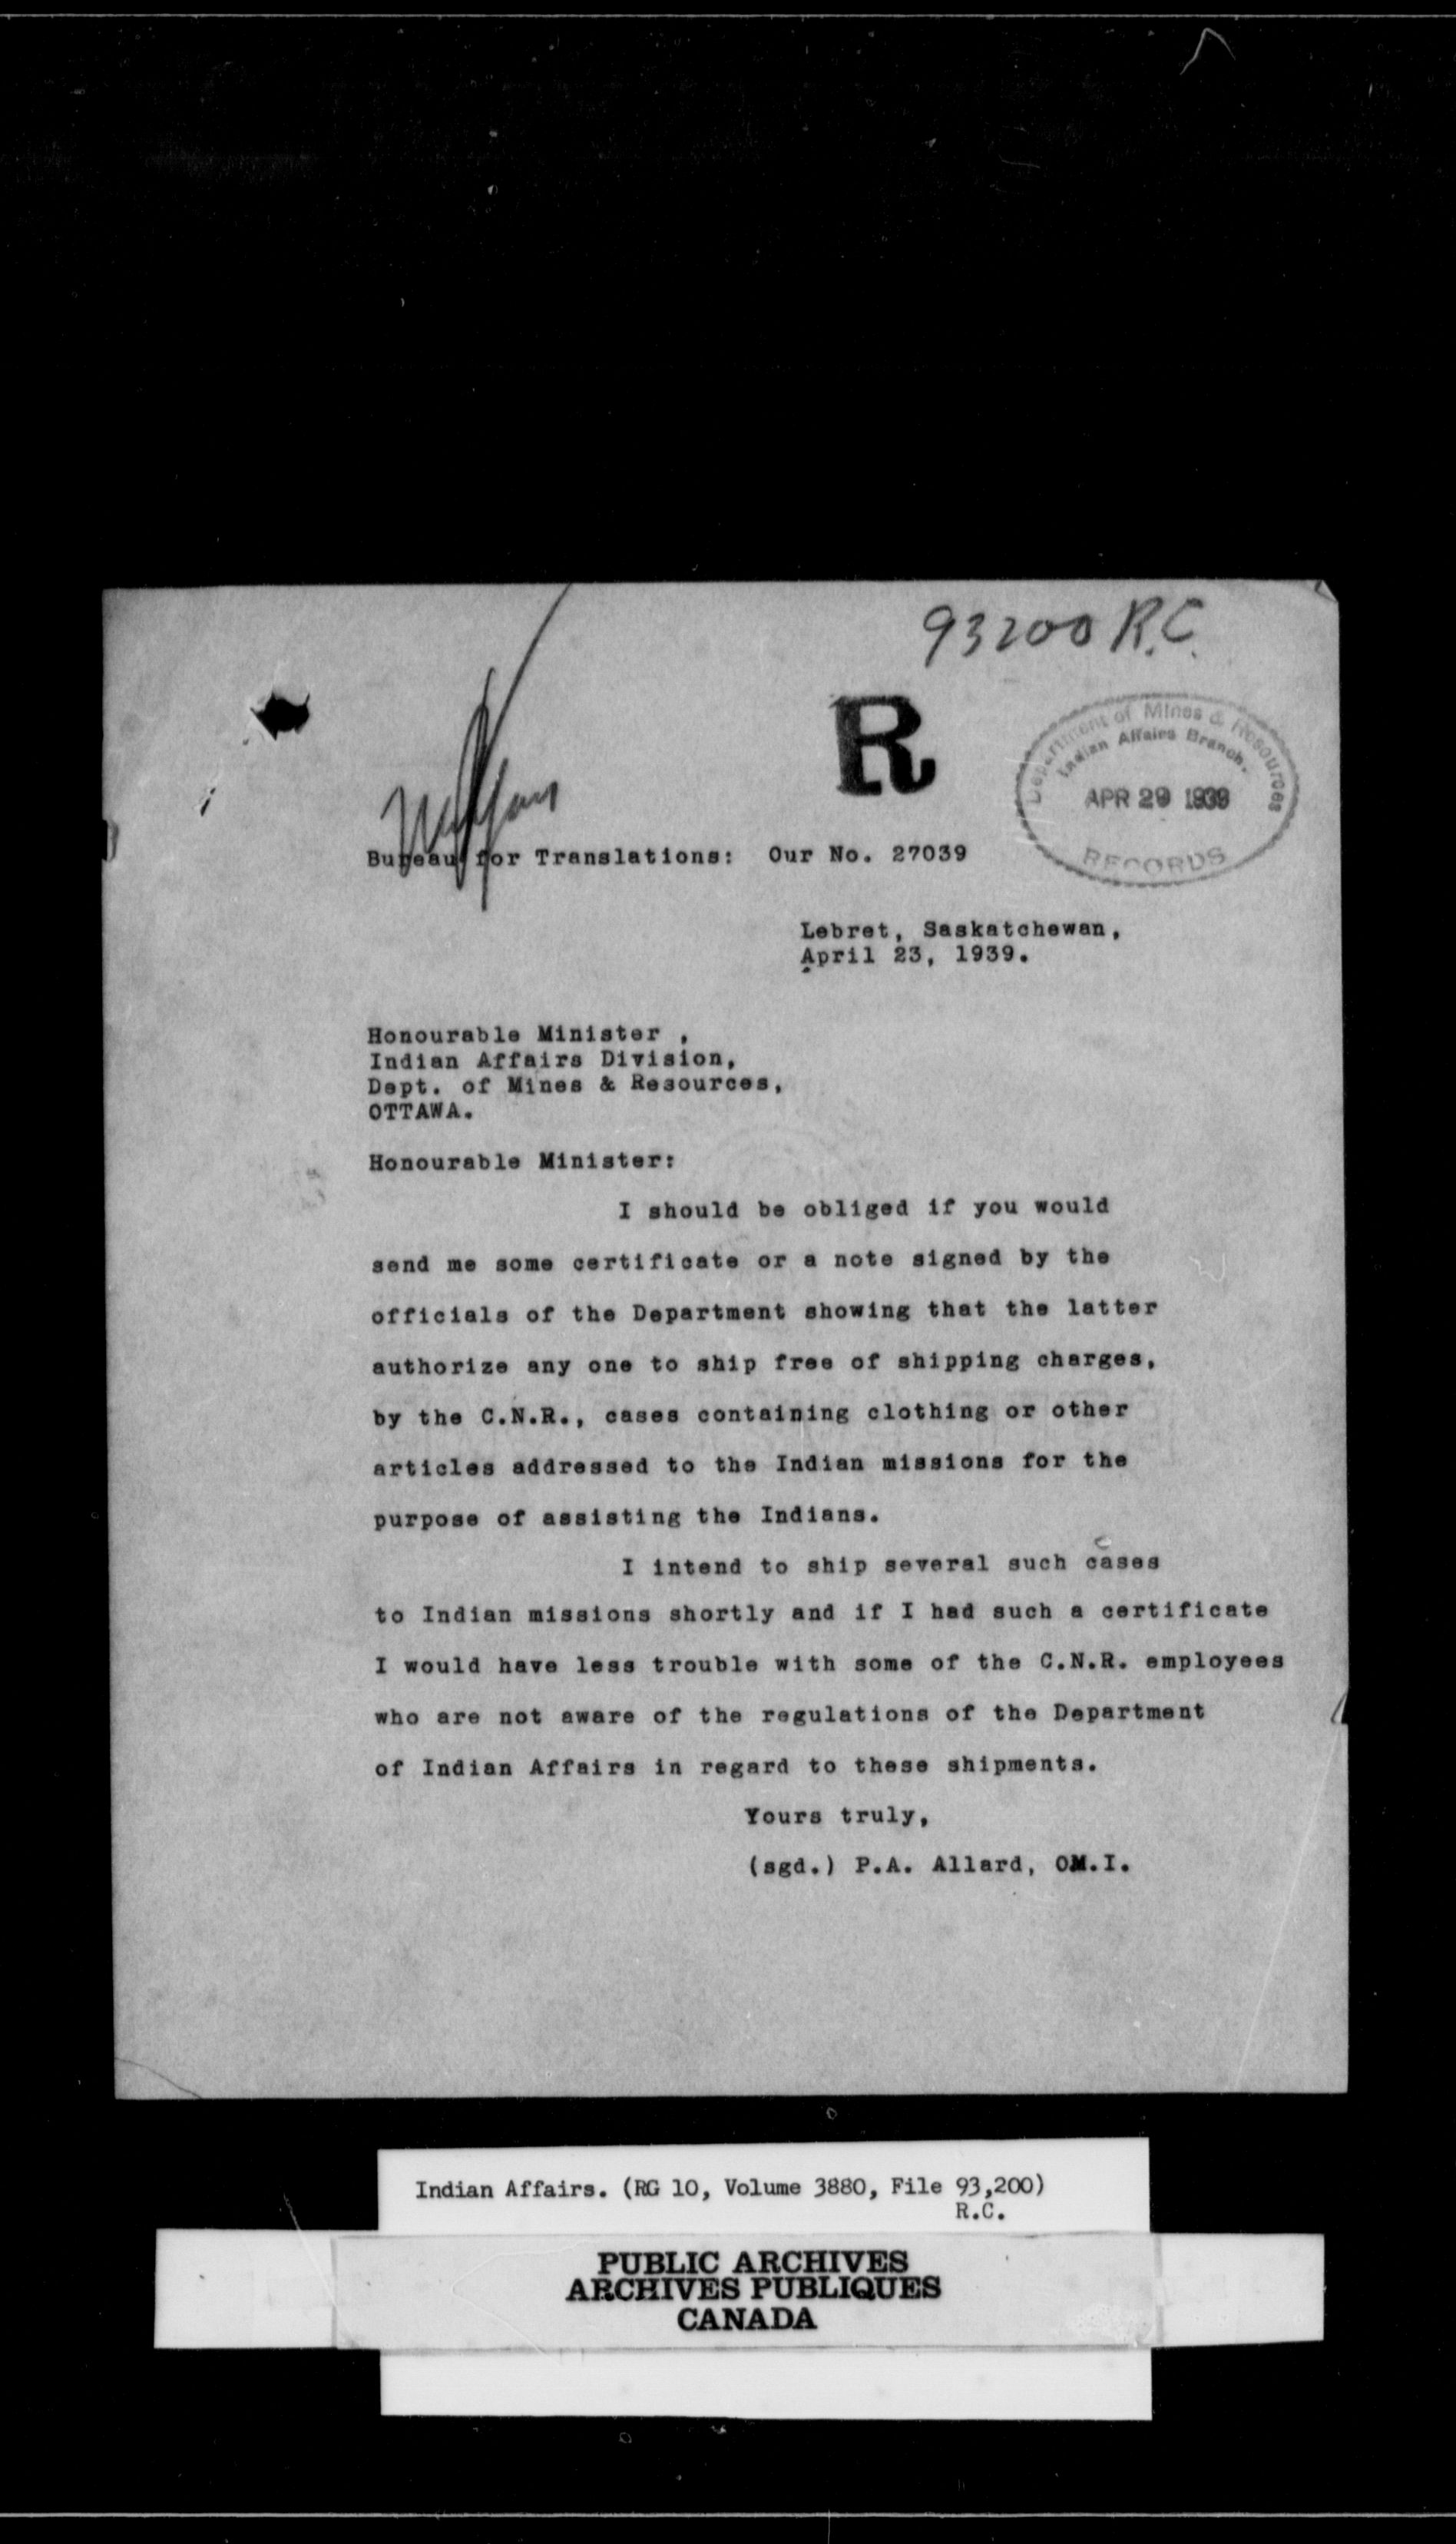 93200 R.C.
R
Department of Mines & Resources
Indian Affairs Branch.
APR 29 1939
RECORDS
Bureau for Translations: Our No. 27039
Lebret, Saskatchewan,
April 23, 1939.
Honourable Minister ,
Indian Affairs Division,
Dept. of Mines & Resources,
OTTAWA.
Honourable Minister:
I should be obliged if you would
send me some certificate or a note signed by the
officials of the Department showing that the latter
authorize any one to ship free of shipping charges,
by the C.N.R., cases containing clothing or other
articles addressed to the Indian missions for the
purpose of assisting the Indians.
I intend to ship several such cases
to Indian missions shortly and if I had such a certificate
I would have less trouble with some of the C.N.R. employees
who are not aware of the regulations of the Department
of Indian Affairs in regard to these shipments.
Yours truly,
(sgd.) P.A. Allard, OM.I.
Indian Affairs. (RG 10, Volume 3880, File 93,200)
R.C.
PUBLIC ARCHIVES
ARCHIVES PUBLIQUES
CANADA